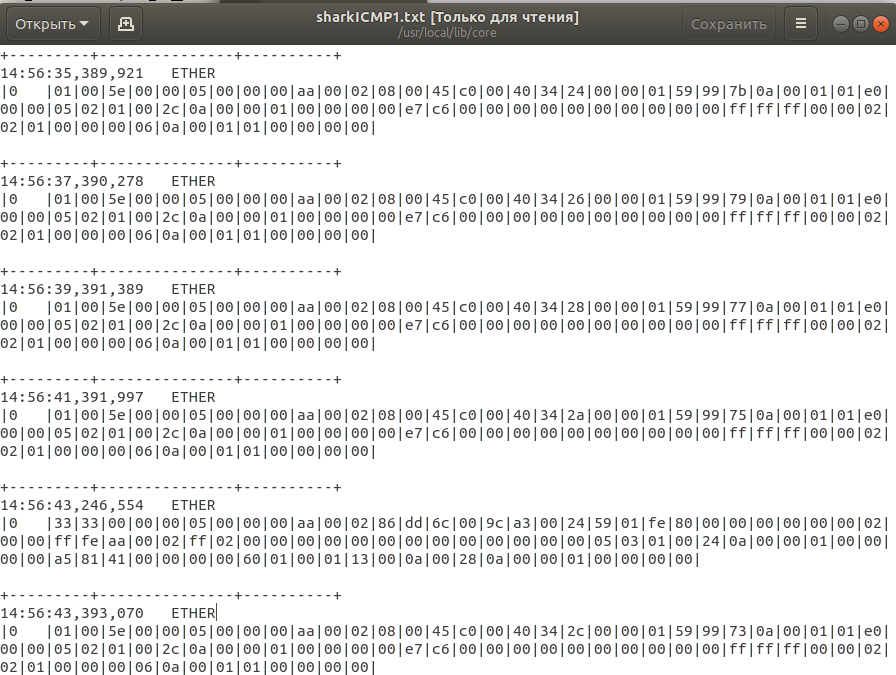 Открыть
sharkICMP1.txt [Только для чтения]
/usr/local/lib/core
Сохранить
+---------+---------------+----------+
14:56:35,389,921   ETHER
|0   |01|00|5e|00|00|05|00|00|00|aa|00|02|08|00|45|c0|00|40|34|24|00|00|01|59|99|7b|0a|00|01|01|e0|
00|00|05|02|01|00|2c|0a|00|00|01|00|00|00|00|e7|c6|00|00|00|00|00|00|00|00|00|00|ff|ff|ff|00|00|02|
02|01|00|00|00|06|0a|00|01|01|00|00|00|00|
+---------+---------------+----------+
14:56:37,390,278   ETHER
|0   |01|00|5e|00|00|05|00|00|00|aa|00|02|08|00|45|c0|00|40|34|26|00|00|01|59|99|79|0a|00|01|01|e0|
00|00|05|02|01|00|2c|0a|00|00|01|00|00|00|00|e7|c6|00|00|00|00|00|00|00|00|00|00|ff|ff|ff|00|00|02|
02|01|00|00|00|06|0a|00|01|01|00|00|00|00|
+---------+---------------+----------+
14:56:39,391,389   ETHER
|0   |01|00|5e|00|00|05|00|00|00|aa|00|02|08|00|45|c0|00|40|34|28|00|00|01|59|99|77|0a|00|01|01|e0|
00|00|05|02|01|00|2c|0a|00|00|01|00|00|00|00|e7|c6|00|00|00|00|00|00|00|00|00|00|ff|ff|ff|00|00|02|
02|01|00|00|00|06|0a|00|01|01|00|00|00|00|
+---------+---------------+----------+
14:56:41,391,997   ETHER
|0   |01|00|5e|00|00|05|00|00|00|aa|00|02|08|00|45|c0|00|40|34|2a|00|00|01|59|99|75|0a|00|01|01|e0|
00|00|05|02|01|00|2c|0a|00|00|01|00|00|00|00|e7|c6|00|00|00|00|00|00|00|00|00|00|ff|ff|ff|00|00|02|
02|01|00|00|00|06|0a|00|01|01|00|00|00|00|
+---------+---------------+----------+
14:56:43,246,554   ETHER
|0   |33|33|00|00|00|05|00|00|00|aa|00|02|86|dd|6c|00|9c|a3|00|24|59|01|fe|80|00|00|00|00|00|00|02|
00|00|ff|fe|aa|00|02|ff|02|00|00|00|00|00|00|00|00|00|00|00|00|00|05|03|01|00|24|0a|00|00|01|00|00|
00|00|a5|81|41|00|00|00|00|60|01|00|01|13|00|0a|00|28|0a|00|00|01|00|00|00|00|
+---------+---------------+----------+
14:56:43,393,070   ETHER
|0   |01|00|5e|00|00|05|00|00|00|aa|00|02|08|00|45|c0|00|40|34|2c|00|00|01|59|99|73|0a|00|01|01|e0|
00|00|05|02|01|00|2c|0a|00|00|01|00|00|00|00|e7|c6|00|00|00|00|00|00|00|00|00|00|ff|ff|ff|00|00|02|
02|01|00|00|00|06|0a|00|01|01|00|00|00|00|